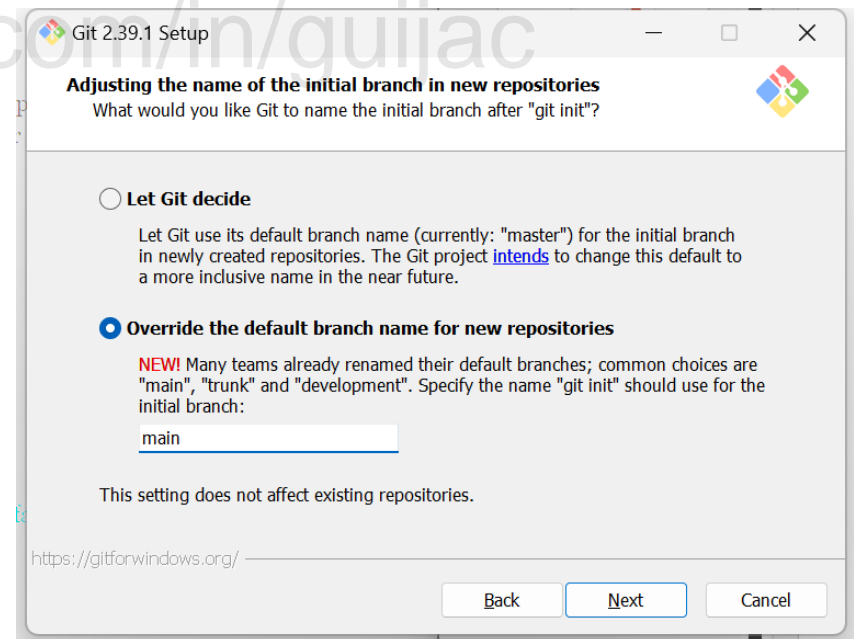 com/in/guijac
Git 2.39.1 Setup
Adjusting the name of the initial branch in new repositories
What would you like Git to name the initial branch after "git init"?
Let Git decide
Let Git use its default branch name (currently: "master") for the initial branch
in newly created repositories. The Git project intends to change this default to
a more inclusive name in the near future.
Override the default branch name for new repositories
NEW! Many teams already renamed their default branches; common choices are
"main", "trunk" and "development". Specify the name "git init" should use for the
initial branch:
main
This setting does not affect existing repositories.
https://gitforwindows.org/
Back
Next
Cancel